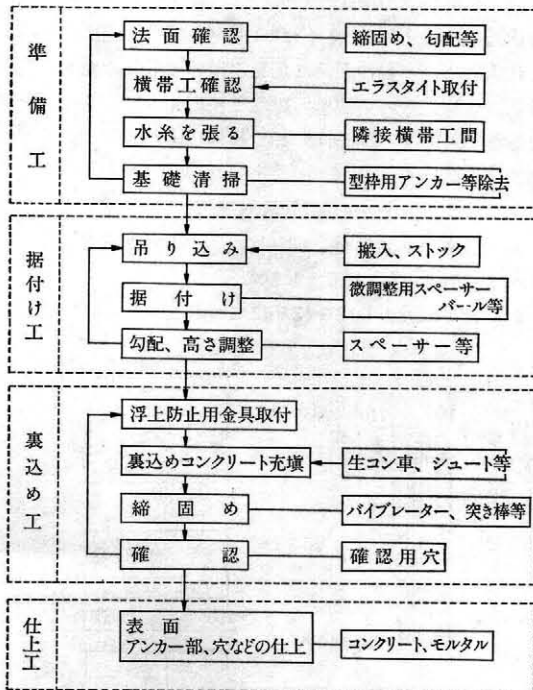 準備工
法面確認
締固め、勾配等
横帯工確認
エラスタイト取付
水糸を張る
隣接横帯工間
基礎清掃
型枠用アンカー等除去
据付け工
吊り込み
搬入、ストック
据付け
微調整用スペーサー
バール等
勾配、高さ調整
スペーサー等
裏込め工
浮上防止用金具取付
裏込めコンクリート充塡
生コン車、シュート等
締固め
バイブレーター、突き棒等
確認
確認用穴
仕上工
表面
アンカー部、穴などの仕上
コンクリート、モルタル